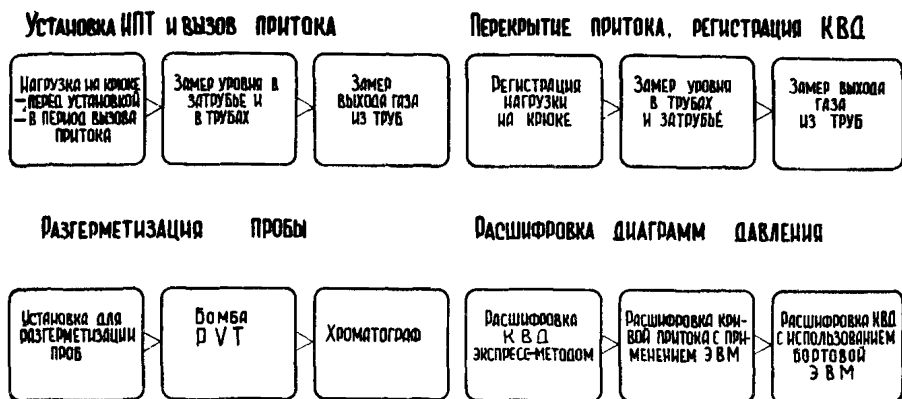 УСТАНОВКА ИПТ И ВЫЗОВ ПРИТОКА
НАГРУЗКА НА КРЮКЕ
– ПЕРЕД УСТАНОВКОЙ
– В ПЕРИОД ВЫЗОВА
ПРИТОКА
ЗАМЕР УРОВНЯ В
ЗАТРУБЬЕ И
В ТРУБАХ
ЗАМЕР
ВЫХОДА ГАЗА
ИЗ ТРУБ
ПЕРЕКРЫТИЕ ПРИТОКА, РЕГИСТРАЦИЯ КВД
РЕГИСТРАЦИЯ
НАГРУЗКИ
НА КРЮКЕ
ЗАМЕР УРОВНЯ
В ТРУБАХ
И ЗАТРУБЬЕ
ЗАМЕР ВЫХОДА
ГАЗА
ИЗ ТРУБ
РАЗГЕРМЕТИЗАЦИЯ ПРОБЫ
УСТАНОВКА ДЛЯ
РАЗГЕРМЕТИЗАЦИИ
ПРОБ
БОМБА
PVT
ХРОМАТОГРАФ
РАСШИФРОВКА ДИАГРАММ ДАВЛЕНИЯ
РАСШИФРОВКА
КВД
ЭКСПРЕСС-МЕТОДОМ
РАСШИФРОВКА КРИ-
ВОЙ ПРИТОКА С ПРИ-
МЕНЕНИЕМ ЭВМ
РАСШИФРОВКА КВД
С ИСПОЛЬЗОВАНИЕМ
БОРТОВОЙ
ЭВМ